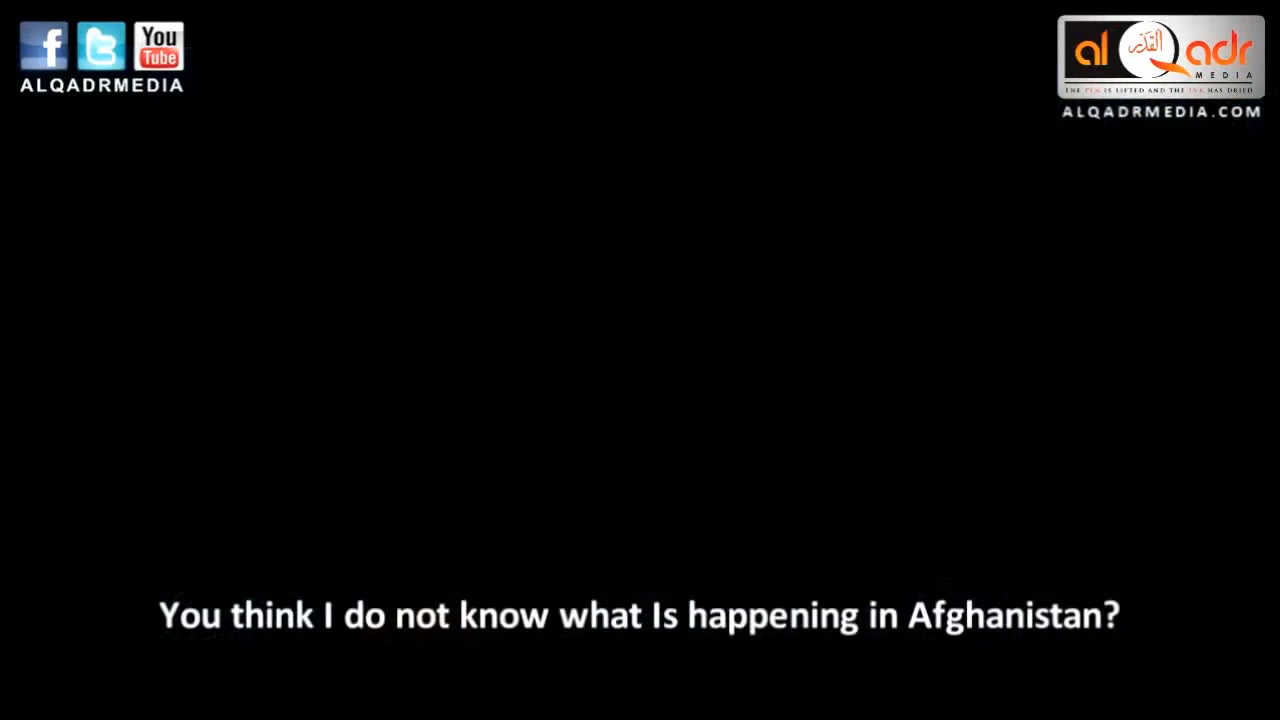 f
You
Tube
ALQADRMEDIA
al Qadr
القدر
MEDIA
THE PEN IS LIFTED AND THE INK HAS DRIED
ALQADRMEDIA.COM
You think I do not know what Is happening in Afghanistan?